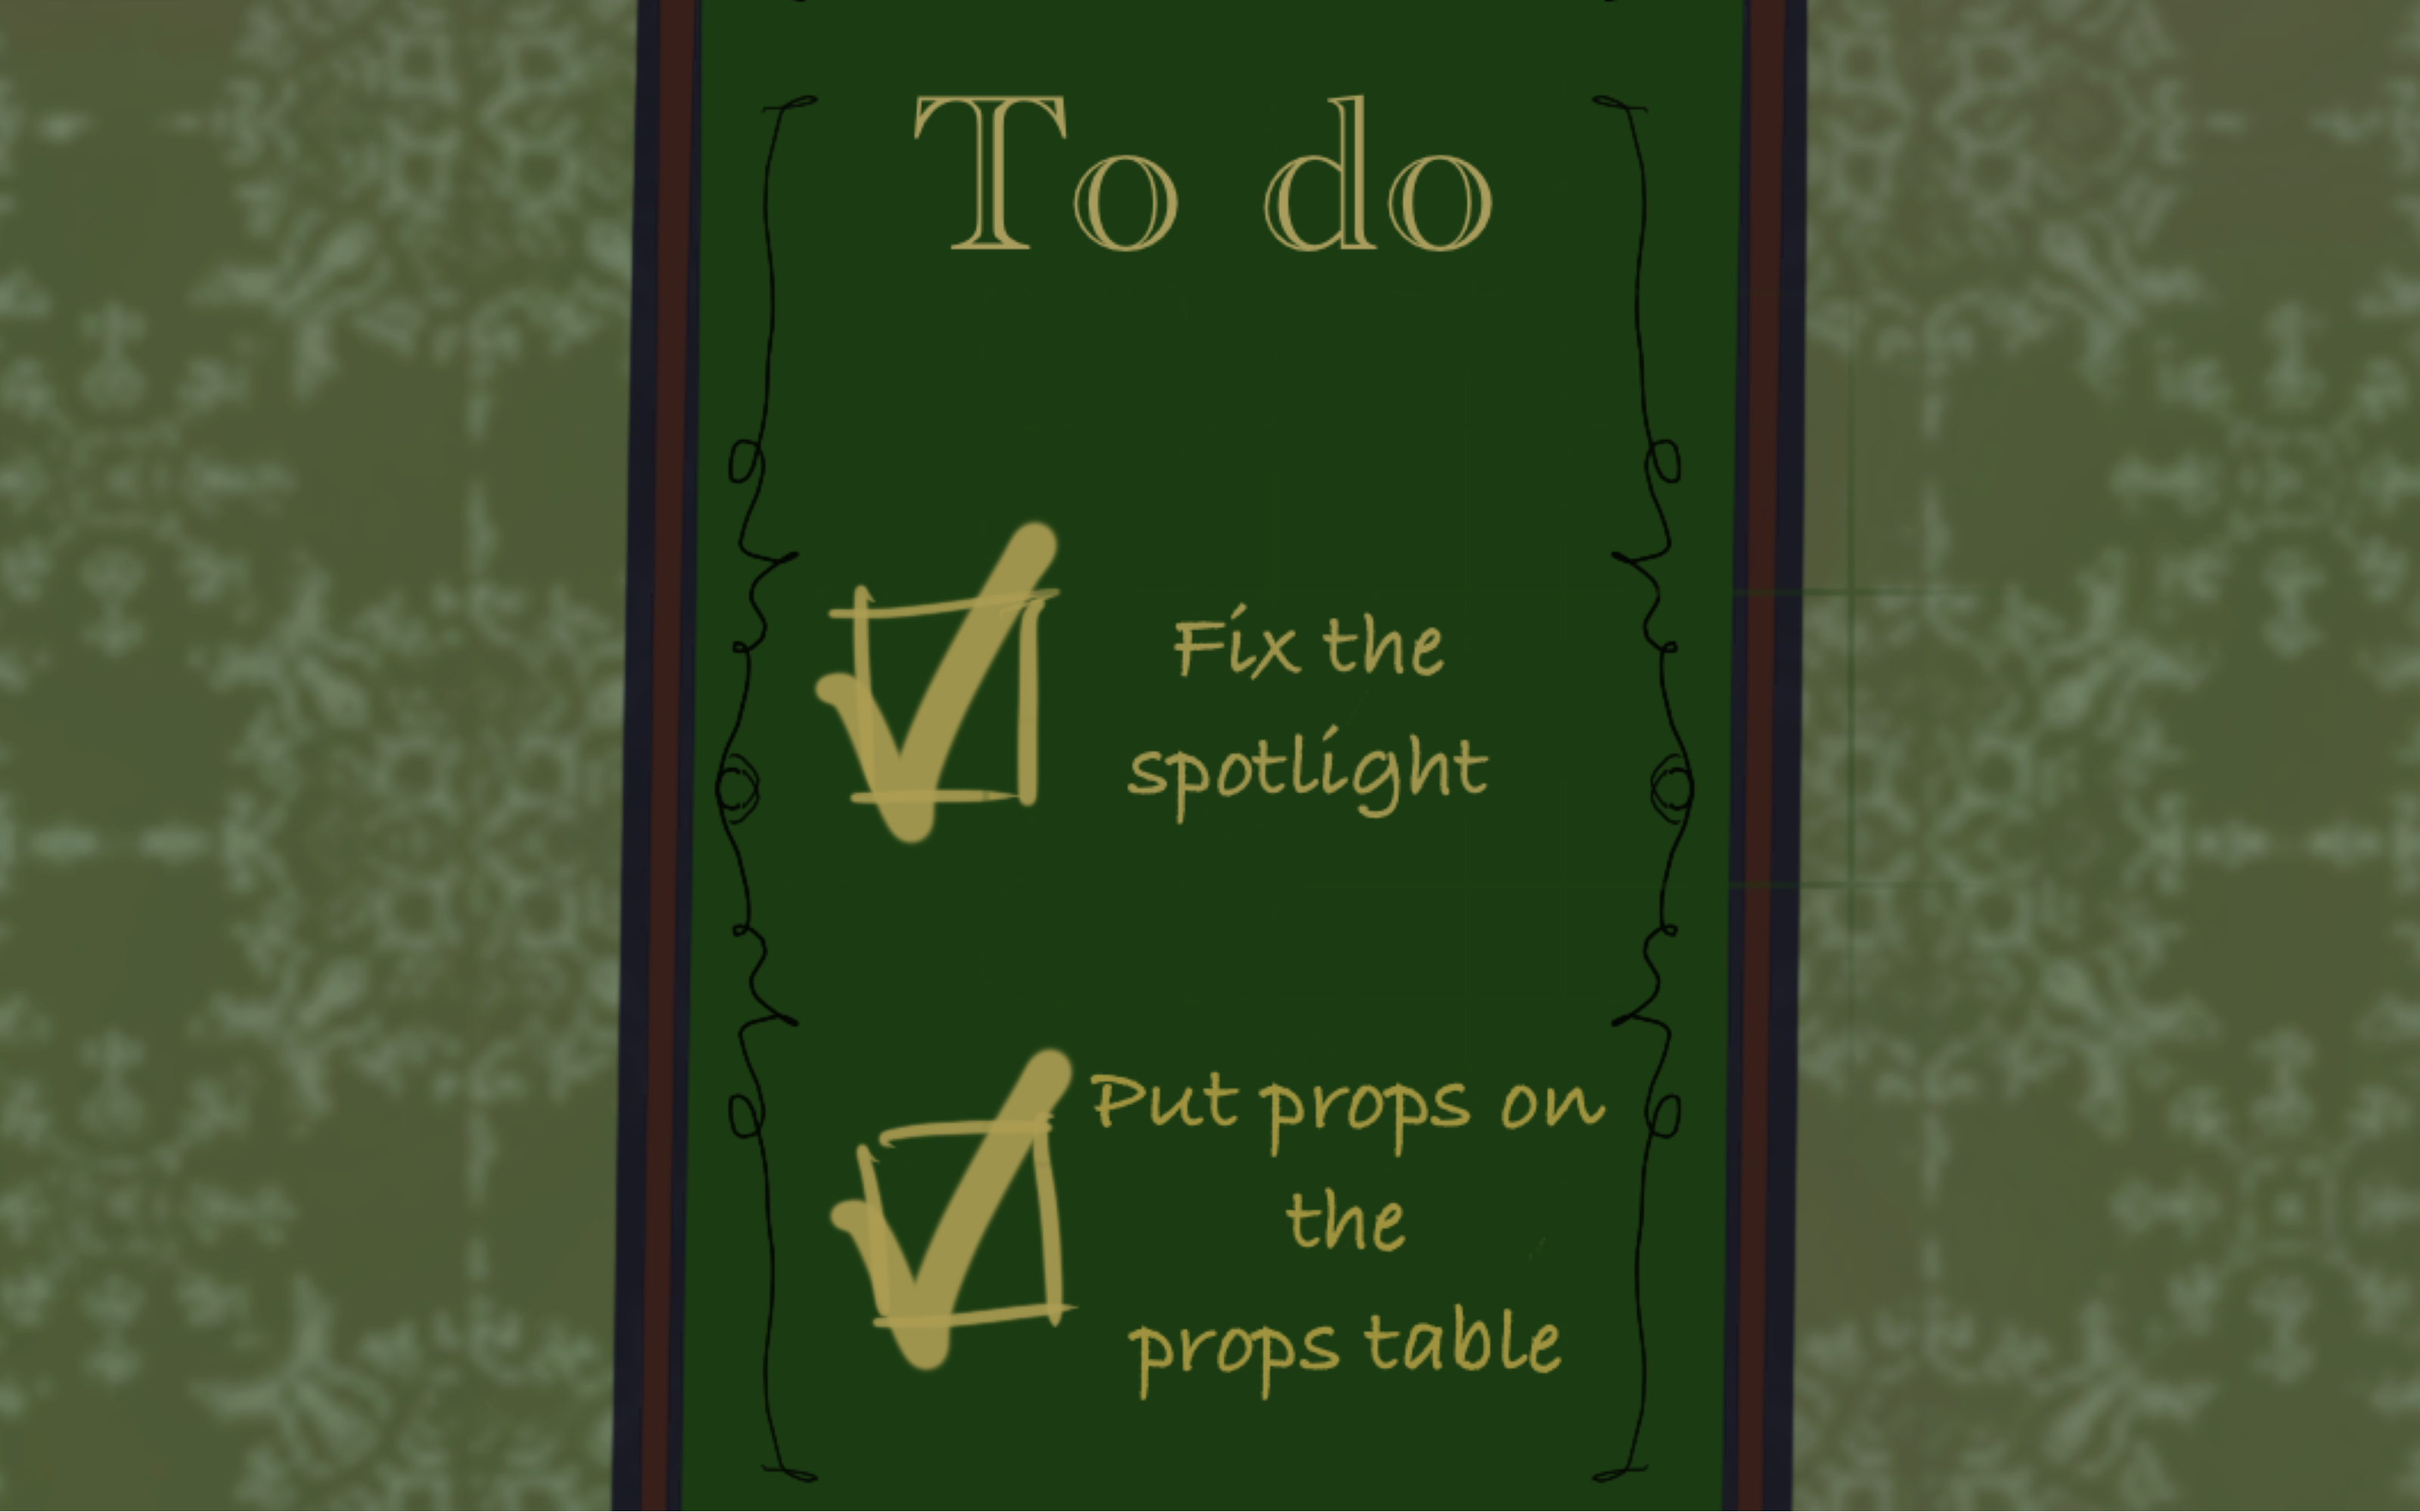 To do
Fix the
spotlight
Put props on
the
props table